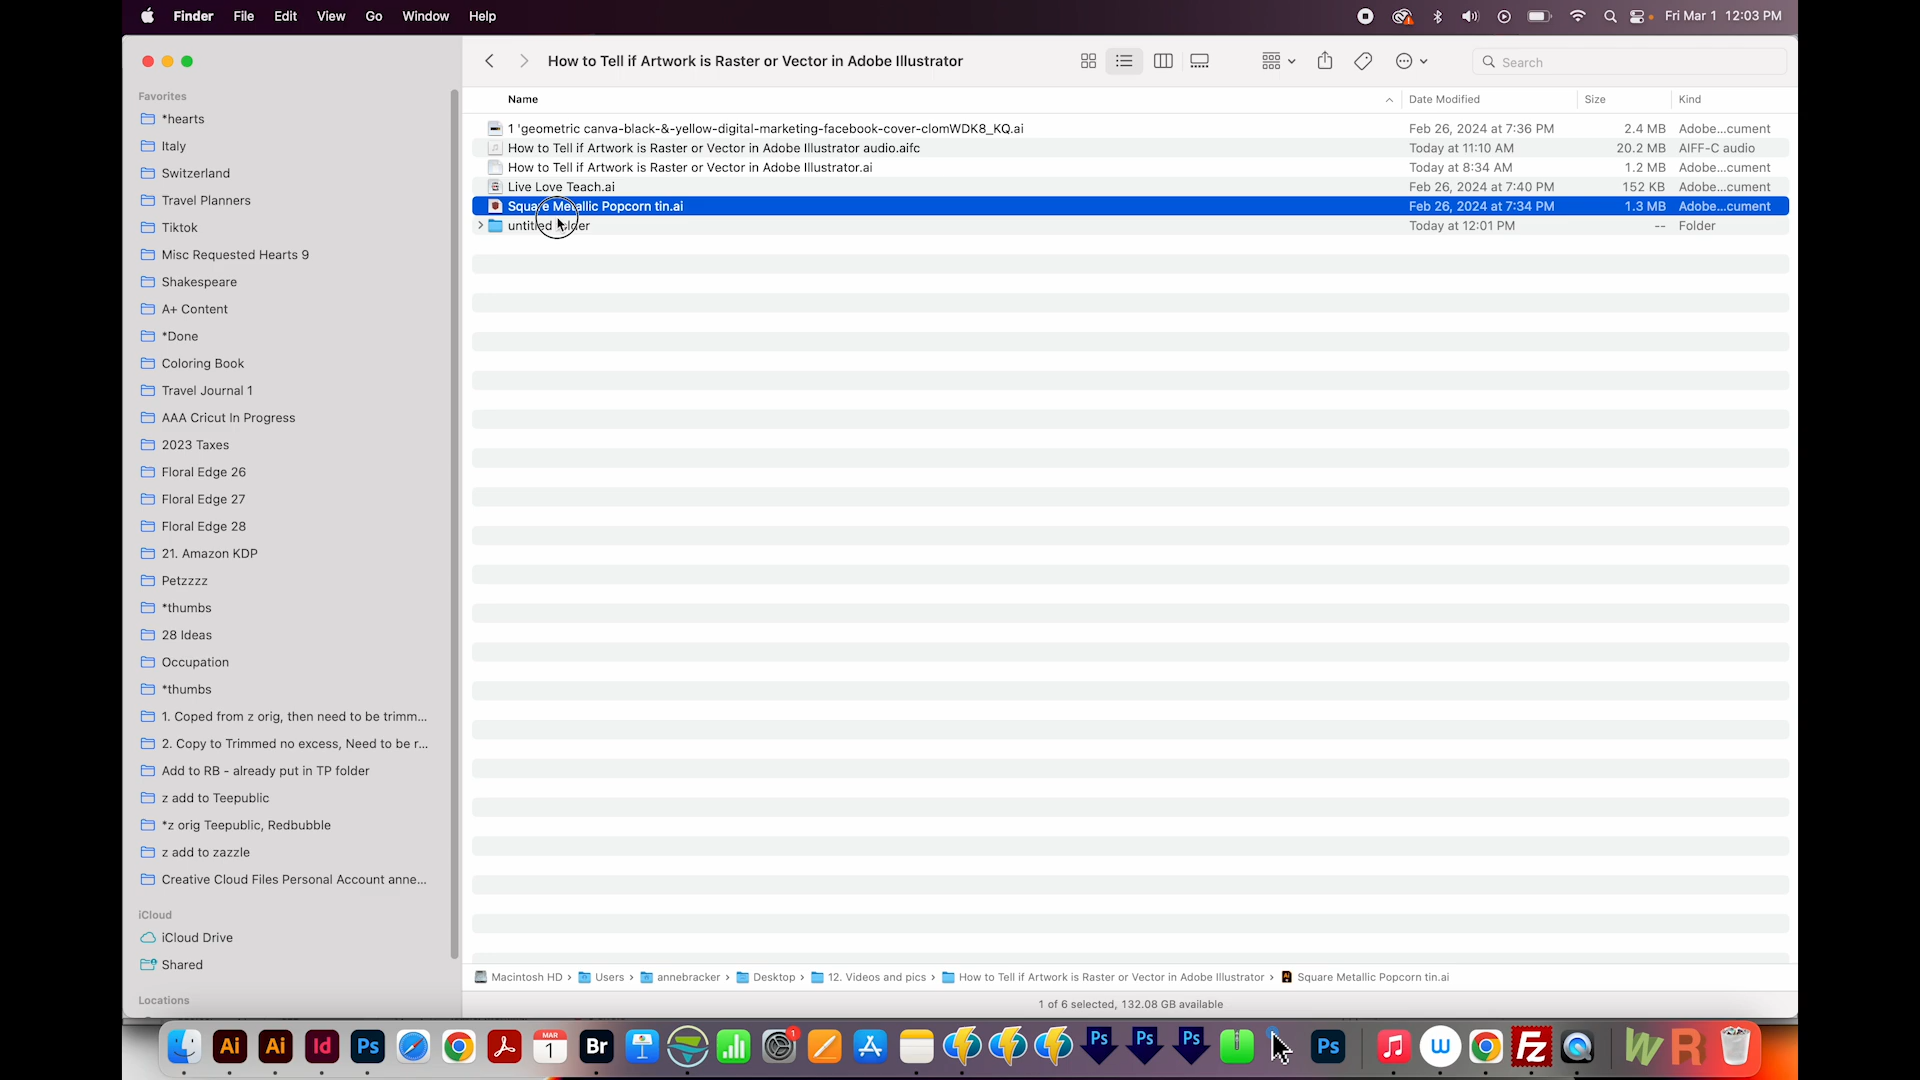 Finder File Edit View Go Window Help Fri Mar 1 12:03 PM
How to Tell if Artwork is Raster or Vector in Adobe Illustrator
Search
Name Date Modified Size Kind
1 'geometric canva-black-&-yellow-digital-marketing-facebook-cover-clomWDK8_KQ.ai Feb 26, 2024 at 7:36 PM 2.4 MB Adobe...cument
How to Tell if Artwork is Raster or Vector in Adobe Illustrator audio.aifc Today at 11:10 AM 20.2 MB AIFF-C audio
How to Tell if Artwork is Raster or Vector in Adobe Illustrator.ai Today at 8:34 AM 1.2 MB Adobe...cument
Live Love Teach.ai Feb 26, 2024 at 7:40 PM 152 KB Adobe...cument
Square Metallic Popcorn tin.ai Feb 26, 2024 at 7:34 PM 1.3 MB Adobe...cument
untitled folder Today at 12:01 PM -- Folder
Favorites
*hearts
Italy
Switzerland
Travel Planners
Tiktok
Misc Requested Hearts 9
Shakespeare
A+ Content
*Done
Coloring Book
Travel Journal 1
AAA Cricut In Progress
2023 Taxes
Floral Edge 26
Floral Edge 27
Floral Edge 28
21. Amazon KDP
Petzzzz
*thumbs
28 Ideas
Occupation
*thumbs
1. Coped from z orig, then need to be trimm...
2. Copy to Trimmed no excess, Need to be r...
Add to RB - already put in TP folder
z add to Teepublic
*z orig Teepublic, Redbubble
z add to zazzle
Creative Cloud Files Personal Account anne...
iCloud
iCloud Drive
Shared
Locations
Macintosh HD › Users › annebracker › Desktop › 12. Videos and pics › How to Tell if Artwork is Raster or Vector in Adobe Illustrator › Square Metallic Popcorn tin.ai
1 of 6 selected, 132.08 GB available
Ai Ai Id Ps MAR 1 Br 1 Ps Ps Ps Ps W Fz W R